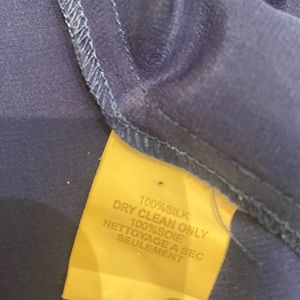 100%SILK
DRY CLEAN ONLY
100%SOIE
NETTOYAGE A SEC
SEULEMENT